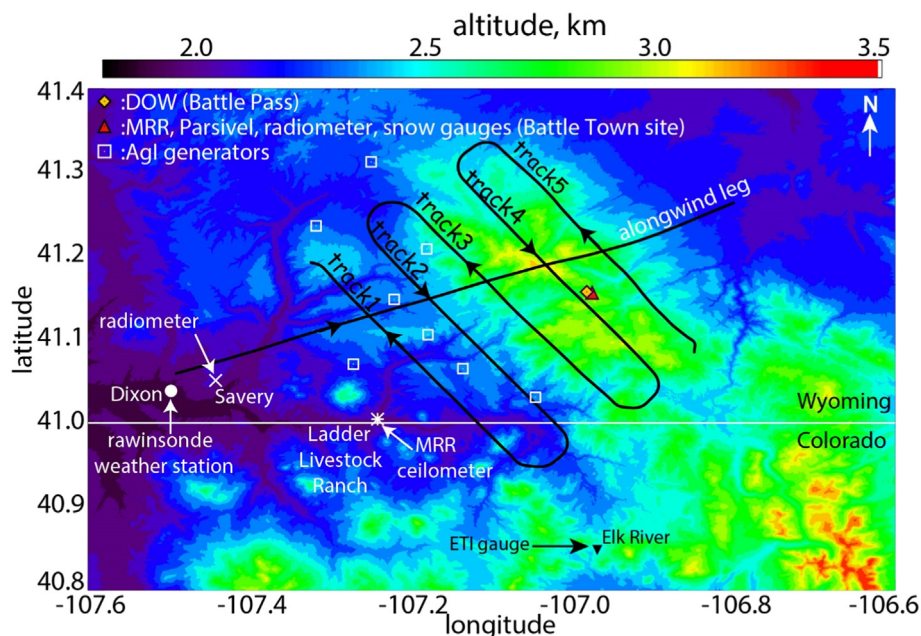 altitude, km
2.0 2.5 3.0 3.5
41.4
41.3
41.2
41.1
41.0
40.9
40.8
latitude
:DOW (Battle Pass)
:MRR, Parsivel, radiometer, snow gauges (Battle Town site)
:AgI generators
N
track5
track4
track3
track2
track1
alongwind leg
radiometer
Dixon
Savery
rawinsonde
weather station
Ladder
Livestock
Ranch
MRR
ceilometer
Wyoming
Colorado
ETI gauge
Elk River
-107.6 -107.4 -107.2 -107.0 -106.8 -106.6
longitude